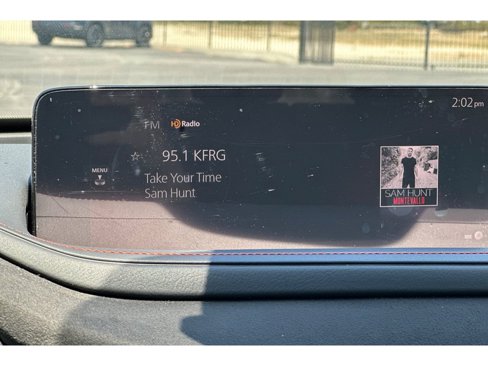 2:02 pm
FM HD Radio
☆ 95.1 KFRG
MENU
Take Your Time
Sam Hunt
SAM HUNT
MONTEVALLO